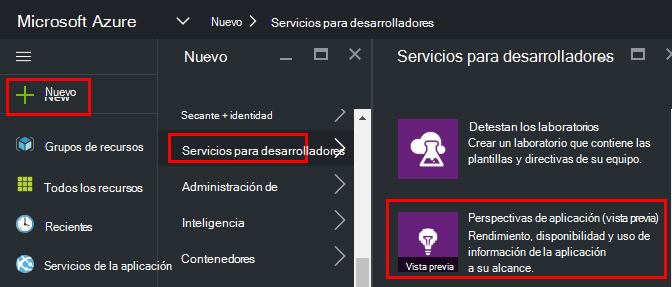 Microsoft Azure
Nuevo
Servicios para desarrolladores
Nuevo
Grupos de recursos
Todos los recursos
Recientes
Servicios de la aplicación
Nuevo
Secante + identidad
Servicios para desarrolladores
Administración de
Inteligencia
Contenedores
Servicios para desarrolladores
Detestan los laboratorios
Crear un laboratorio que contiene las
plantillas y directivas de su equipo.
Perspectivas de aplicación (vista previa)
Rendimiento, disponibilidad y uso de
información de la aplicación
a su alcance.
Vista previa